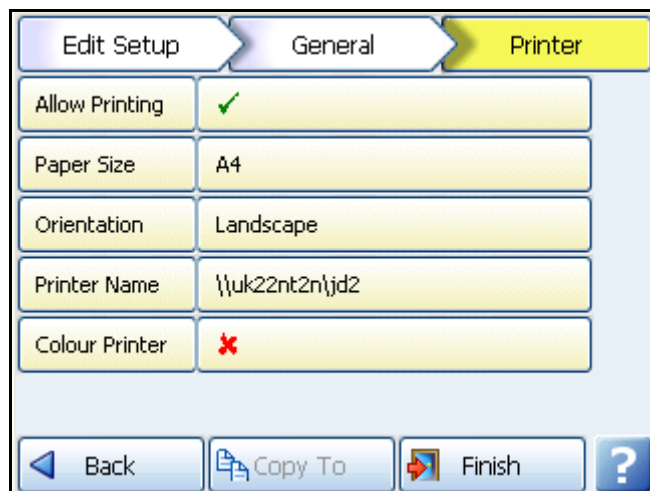 Edit Setup General Printer
Allow Printing
Paper Size A4
Orientation Landscape
Printer Name \\uk22nt2n\jd2
Colour Printer
Back Copy To Finish ?